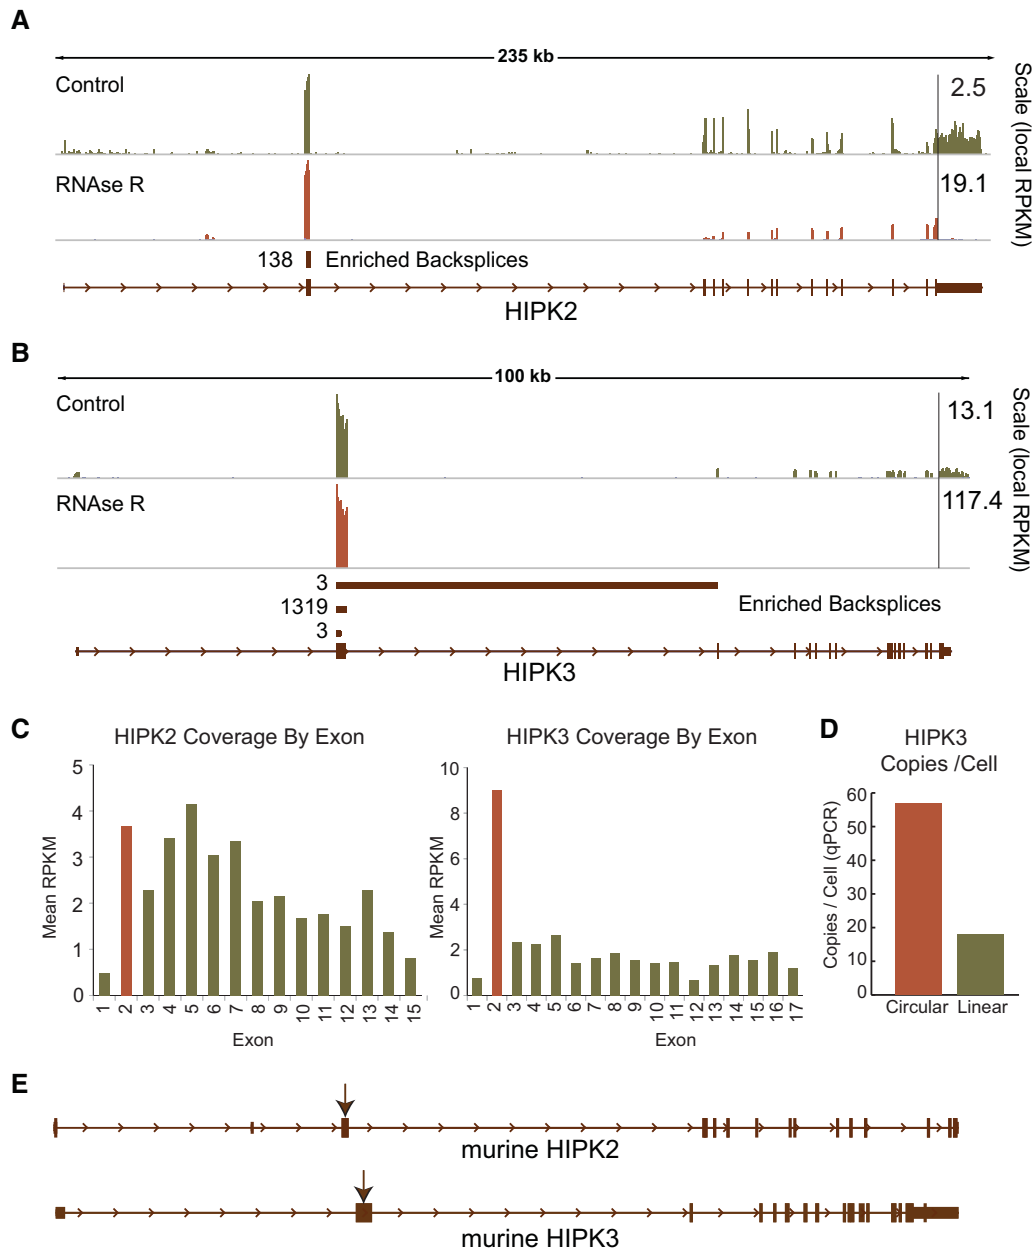 A
235 kb
Control
2.5
RNAse R
19.1
Scale (local RPKM)
138 Enriched Backsplices
HIPK2
B
100 kb
Control
13.1
RNAse R
117.4
Scale (local RPKM)
3
1319
Enriched Backsplices
3
HIPK3
C
HIPK2 Coverage By Exon
Mean RPKM
5
4
3
2
1
0
1 2 3 4 5 6 7 8 9 10 11 12 13 14 15
Exon
HIPK3 Coverage By Exon
Mean RPKM
10
8
6
4
2
0
1 2 3 4 5 6 7 8 9 10 11 12 13 14 15 16 17
Exon
D
HIPK3
Copies /Cell
Copies / Cell (qPCR)
60
50
40
30
20
10
0
Circular Linear
E
murine HIPK2
murine HIPK3